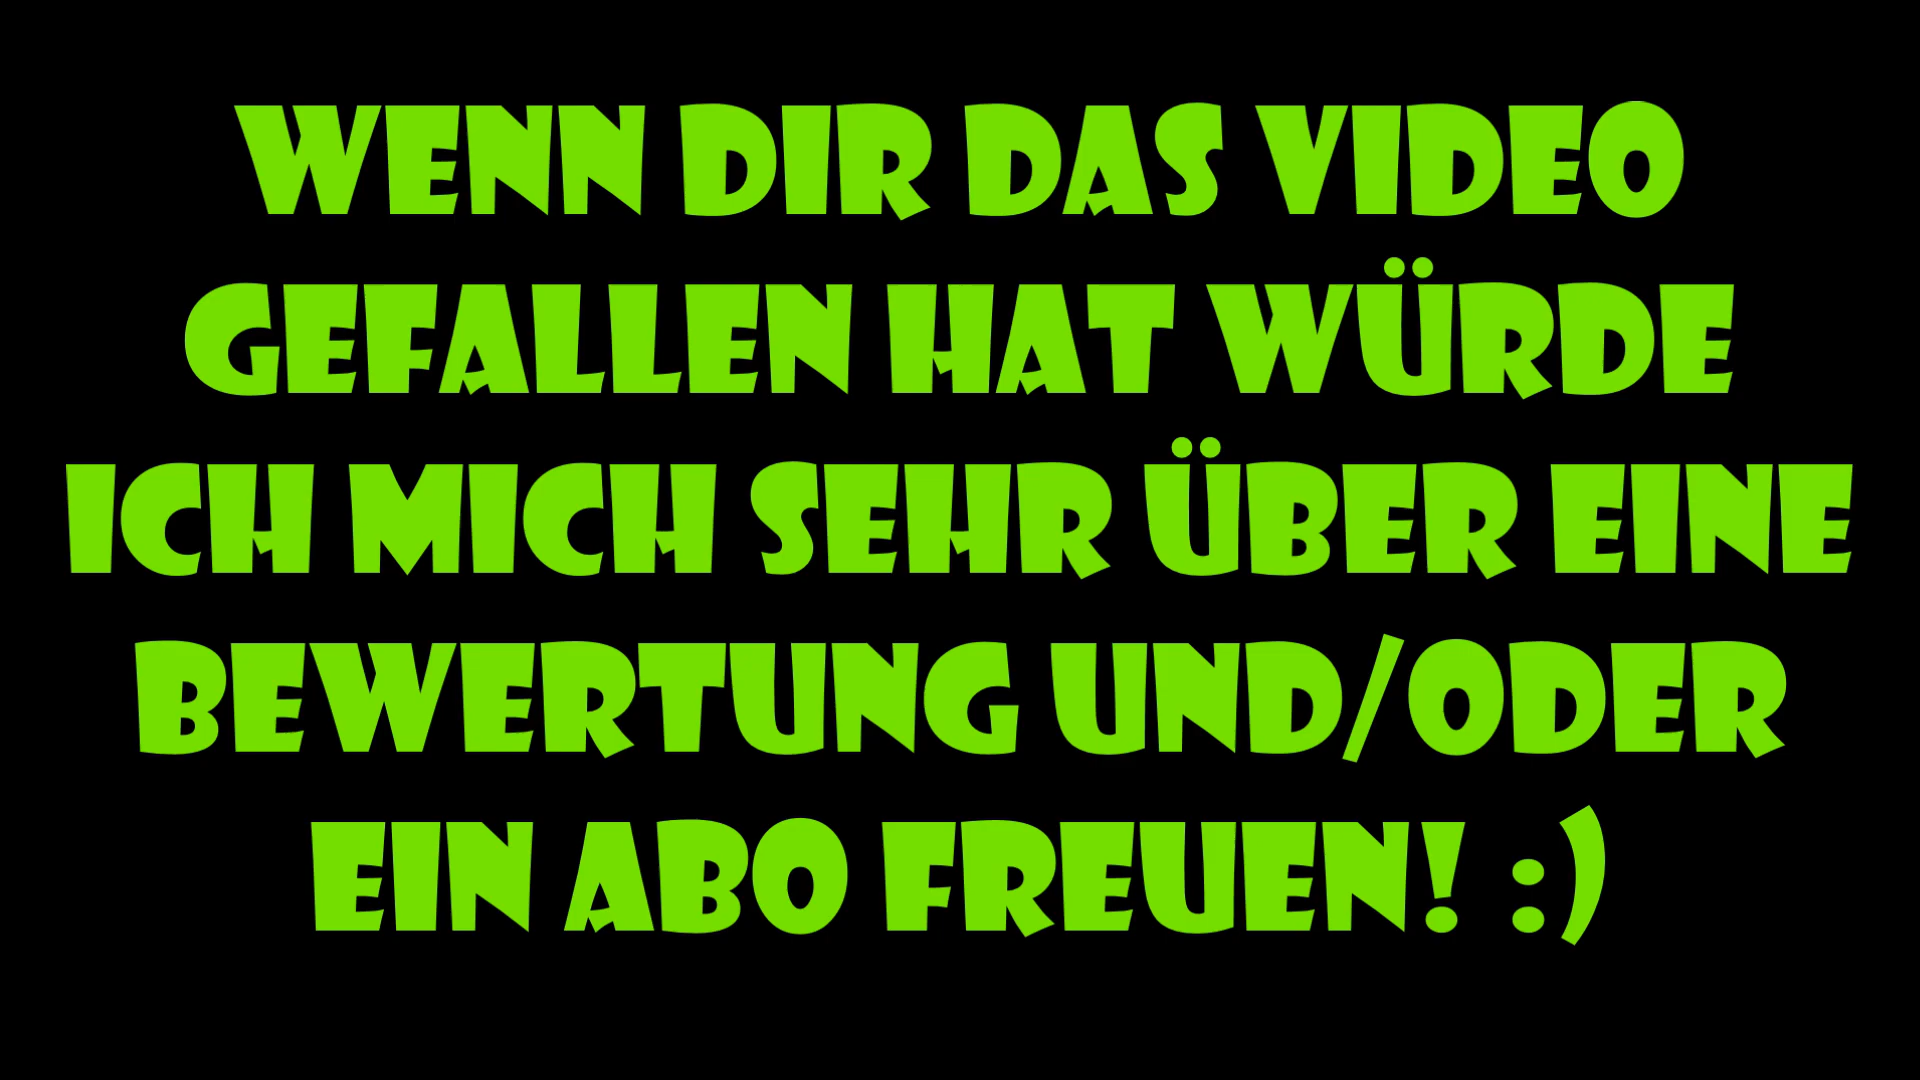 WENN DIR DAS VIDEO
GEFALLEN HAT WÜRDE
ICH MICH SEHR ÜBER EINE
BEWERTUNG UND/ODER
EIN ABO FREUEN! :)